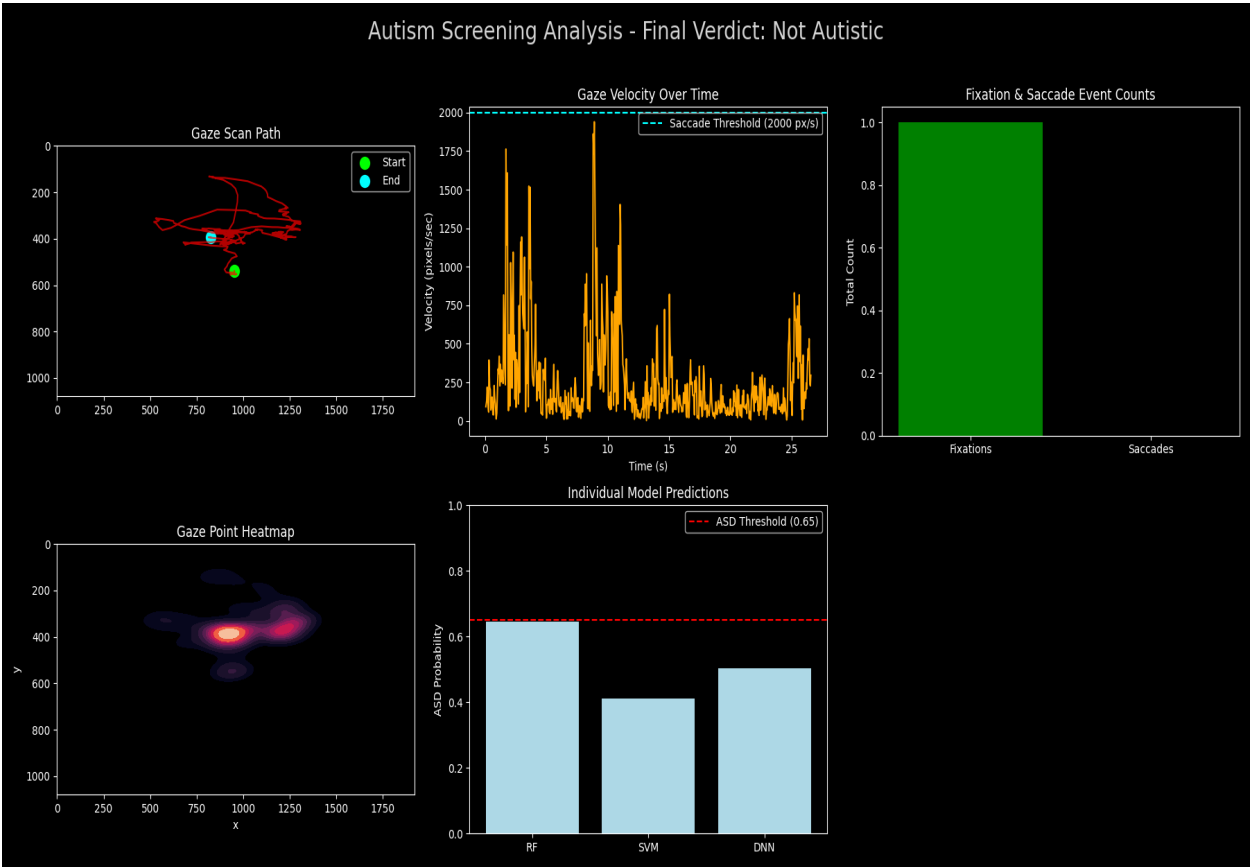 Autism Screening Analysis - Final Verdict: Not Autistic
Gaze Scan Path
0
200
400
600
800
1000
0 250 500 750 1000 1250 1500 1750
Start
End
Gaze Velocity Over Time
Velocity (pixels/sec)
2000
1750
1500
1250
1000
750
500
250
0
0 5 10 15 20 25
Time (s)
Saccade Threshold (2000 px/s)
Fixation & Saccade Event Counts
Total Count
1.0
0.8
0.6
0.4
0.2
0.0
Fixations Saccades
Gaze Point Heatmap
y
0
200
400
600
800
1000
0 250 500 750 1000 1250 1500 1750
x
Individual Model Predictions
ASD Probability
1.0
0.8
0.6
0.4
0.2
0.0
RF SVM DNN
ASD Threshold (0.65)